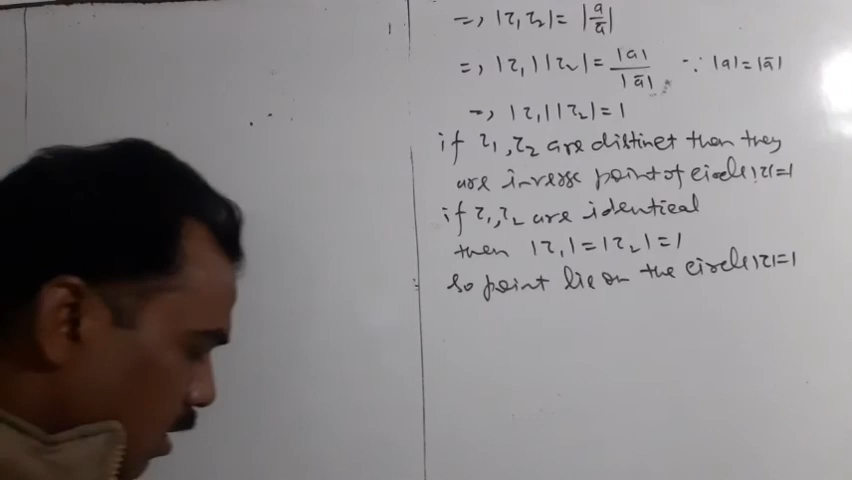 ⇒, |z₁z₂| = |a/ā|
⇒, |z₁||z₂| = |a|/|ā| ∵ |a|=|ā|
⇒, |z₁||z₂| = 1
if z₁, z₂ are distinct then they
are inverse point of circle |z|=1
if z₁, z₂ are identical
then |z₁|=|z₂|=1
so point lie on the circle |z|=1